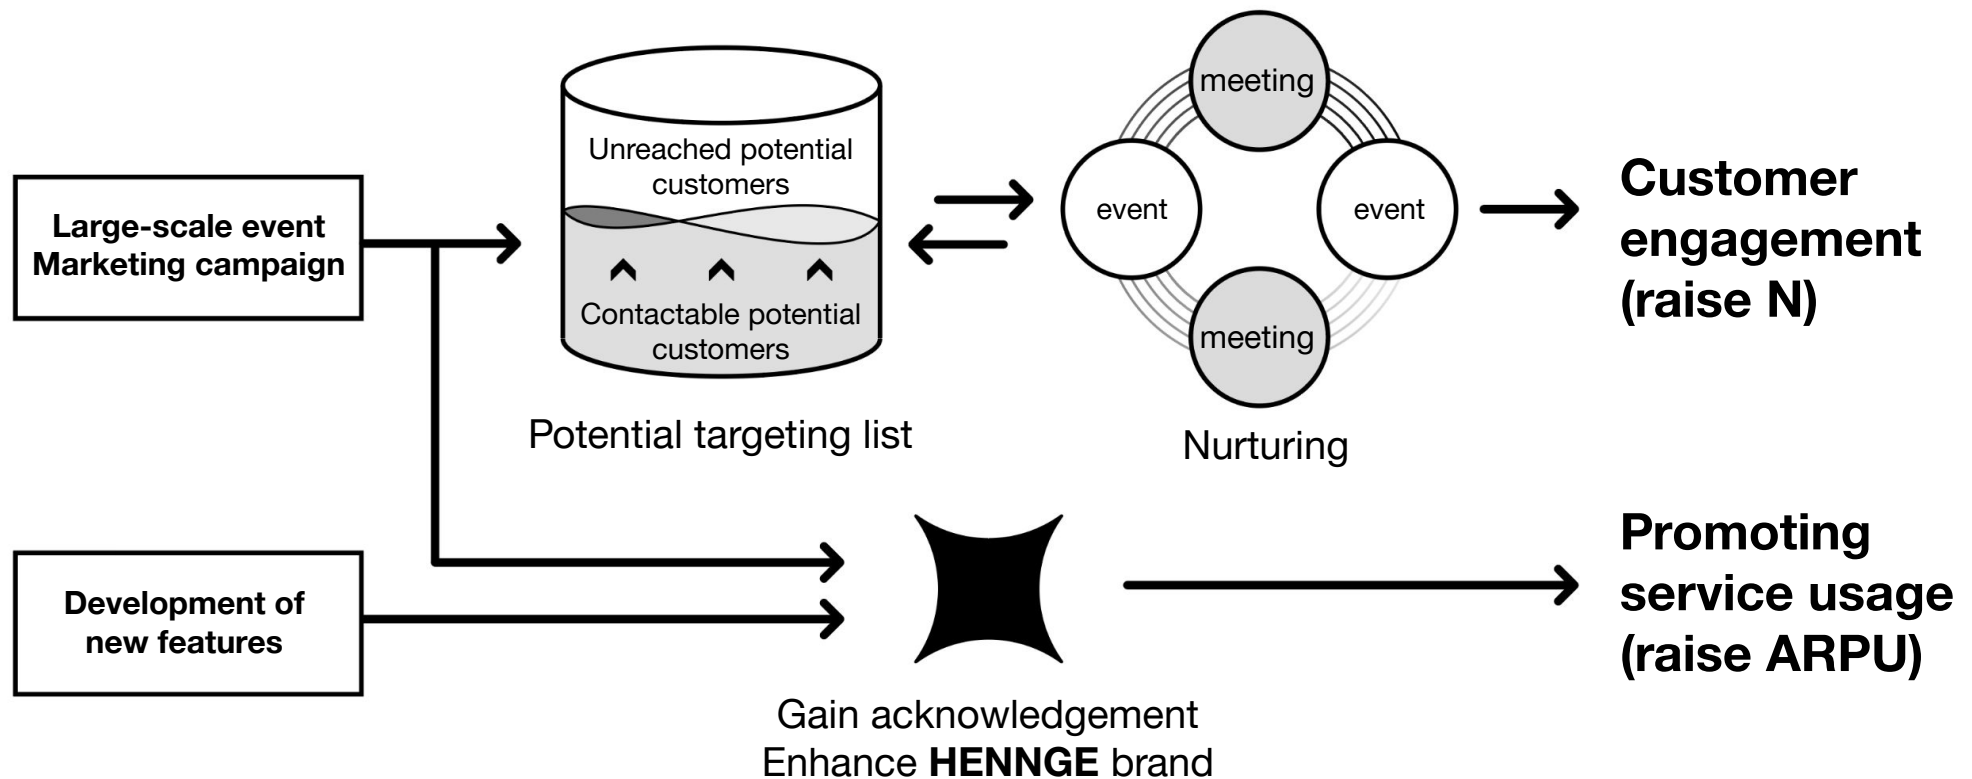 Large-scale event
Marketing campaign
Unreached potential
customers
Contactable potential
customers
Potential targeting list
meeting
event
event
meeting
Nurturing
Customer
engagement
(raise N)
Development of
new features
Gain acknowledgement
Enhance HENNGE brand
Promoting
service usage
(raise ARPU)